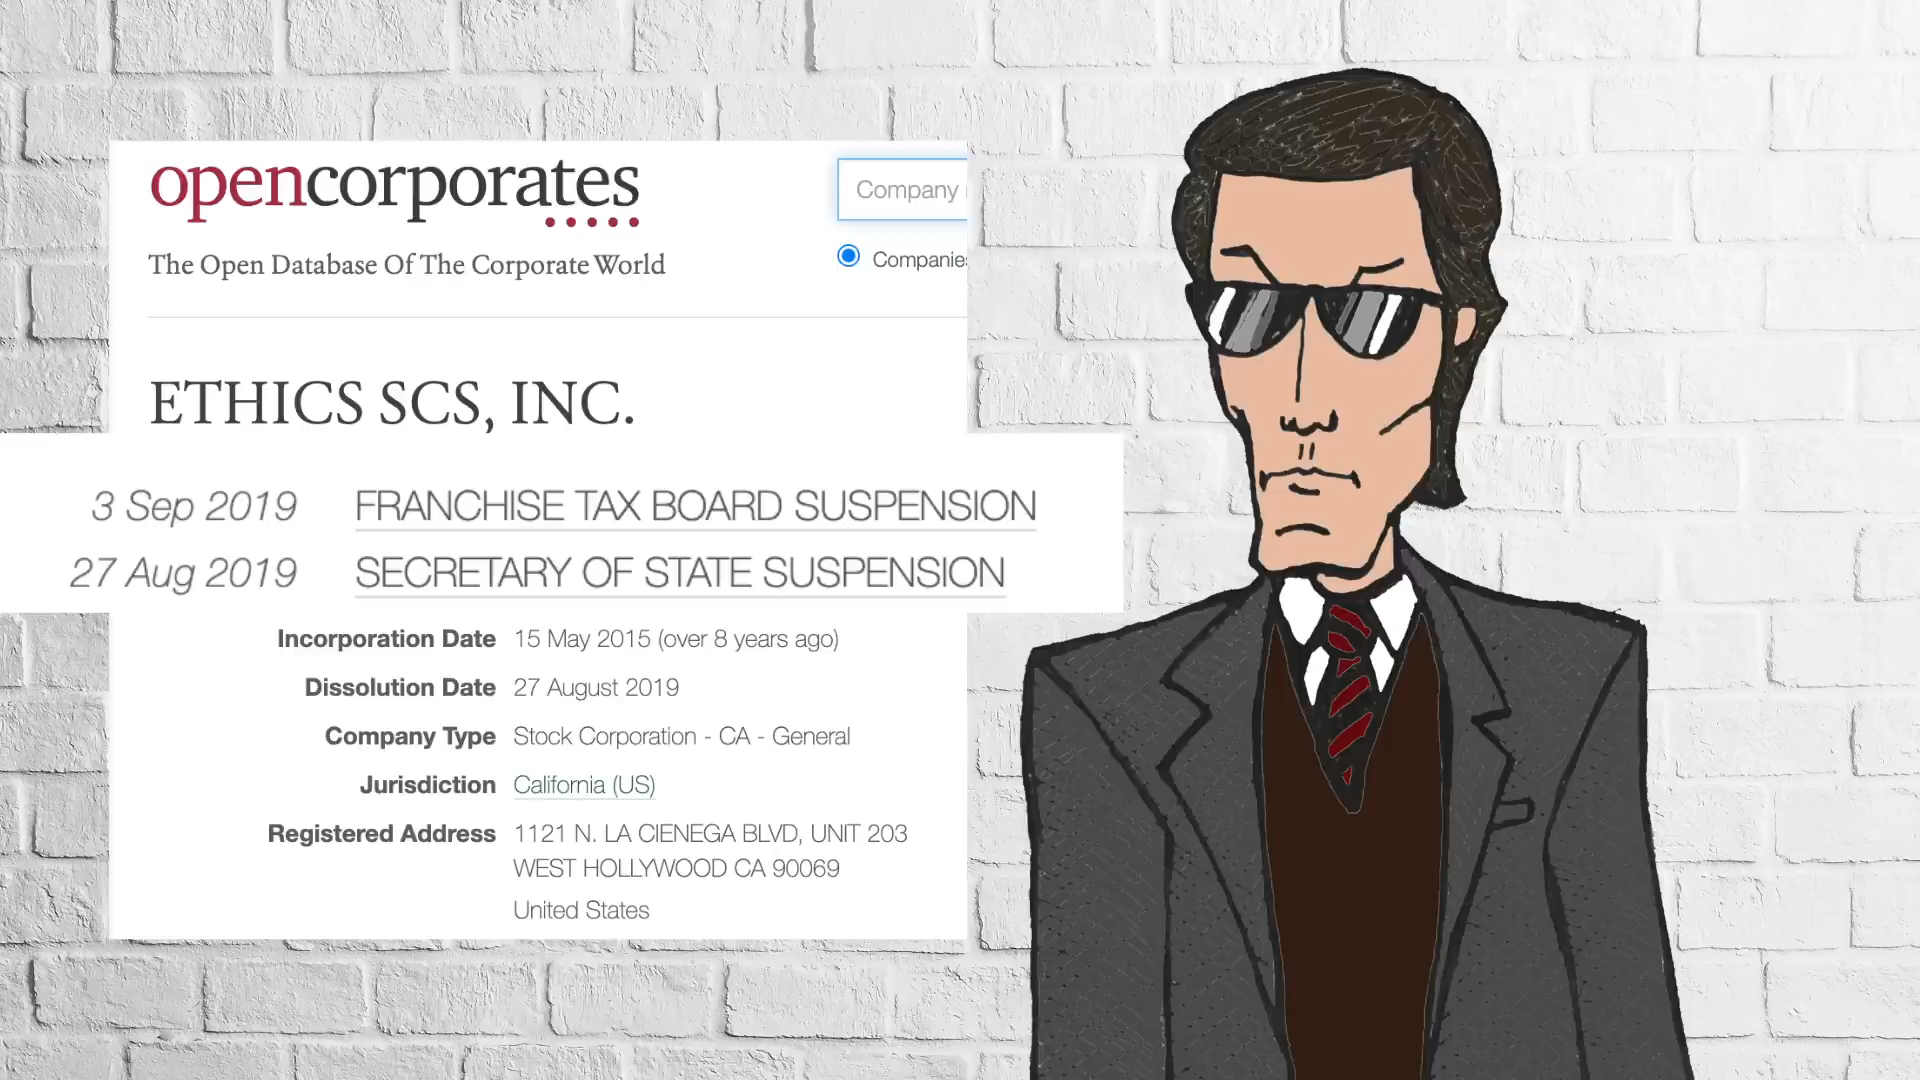 opencorporates
Company
The Open Database Of The Corporate World
Companies
ETHICS SCS, INC.
3 Sep 2019 FRANCHISE TAX BOARD SUSPENSION
27 Aug 2019 SECRETARY OF STATE SUSPENSION
Incorporation Date 15 May 2015 (over 8 years ago)
Dissolution Date 27 August 2019
Company Type Stock Corporation - CA - General
Jurisdiction California (US)
Registered Address 1121 N. LA CIENEGA BLVD, UNIT 203
WEST HOLLYWOOD CA 90069
United States